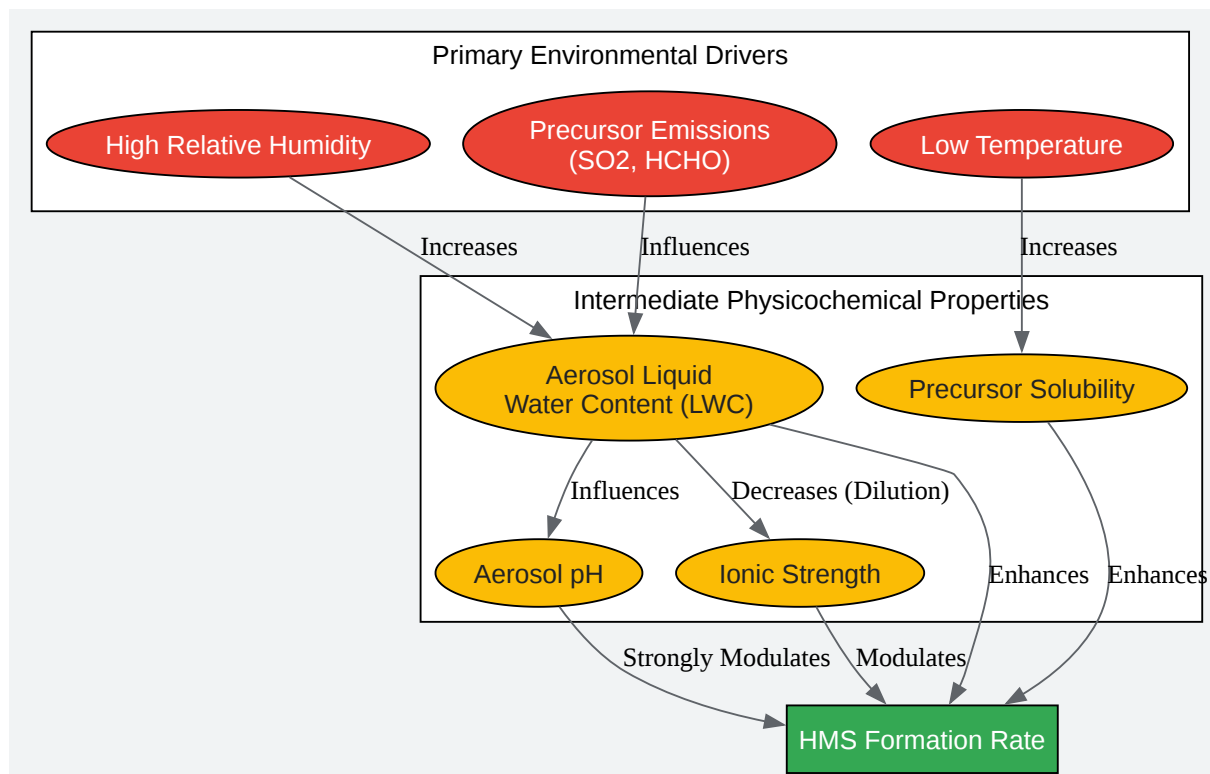 Primary Environmental Drivers
High Relative Humidity
Precursor Emissions
(SO2, HCHO)
Low Temperature
Increases
Influences
Increases
Intermediate Physicochemical Properties
Aerosol Liquid
Water Content (LWC)
Precursor Solubility
Influences
Decreases (Dilution)
Aerosol pH
Ionic Strength
Enhances
Enhances
Strongly Modulates
Modulates
HMS Formation Rate